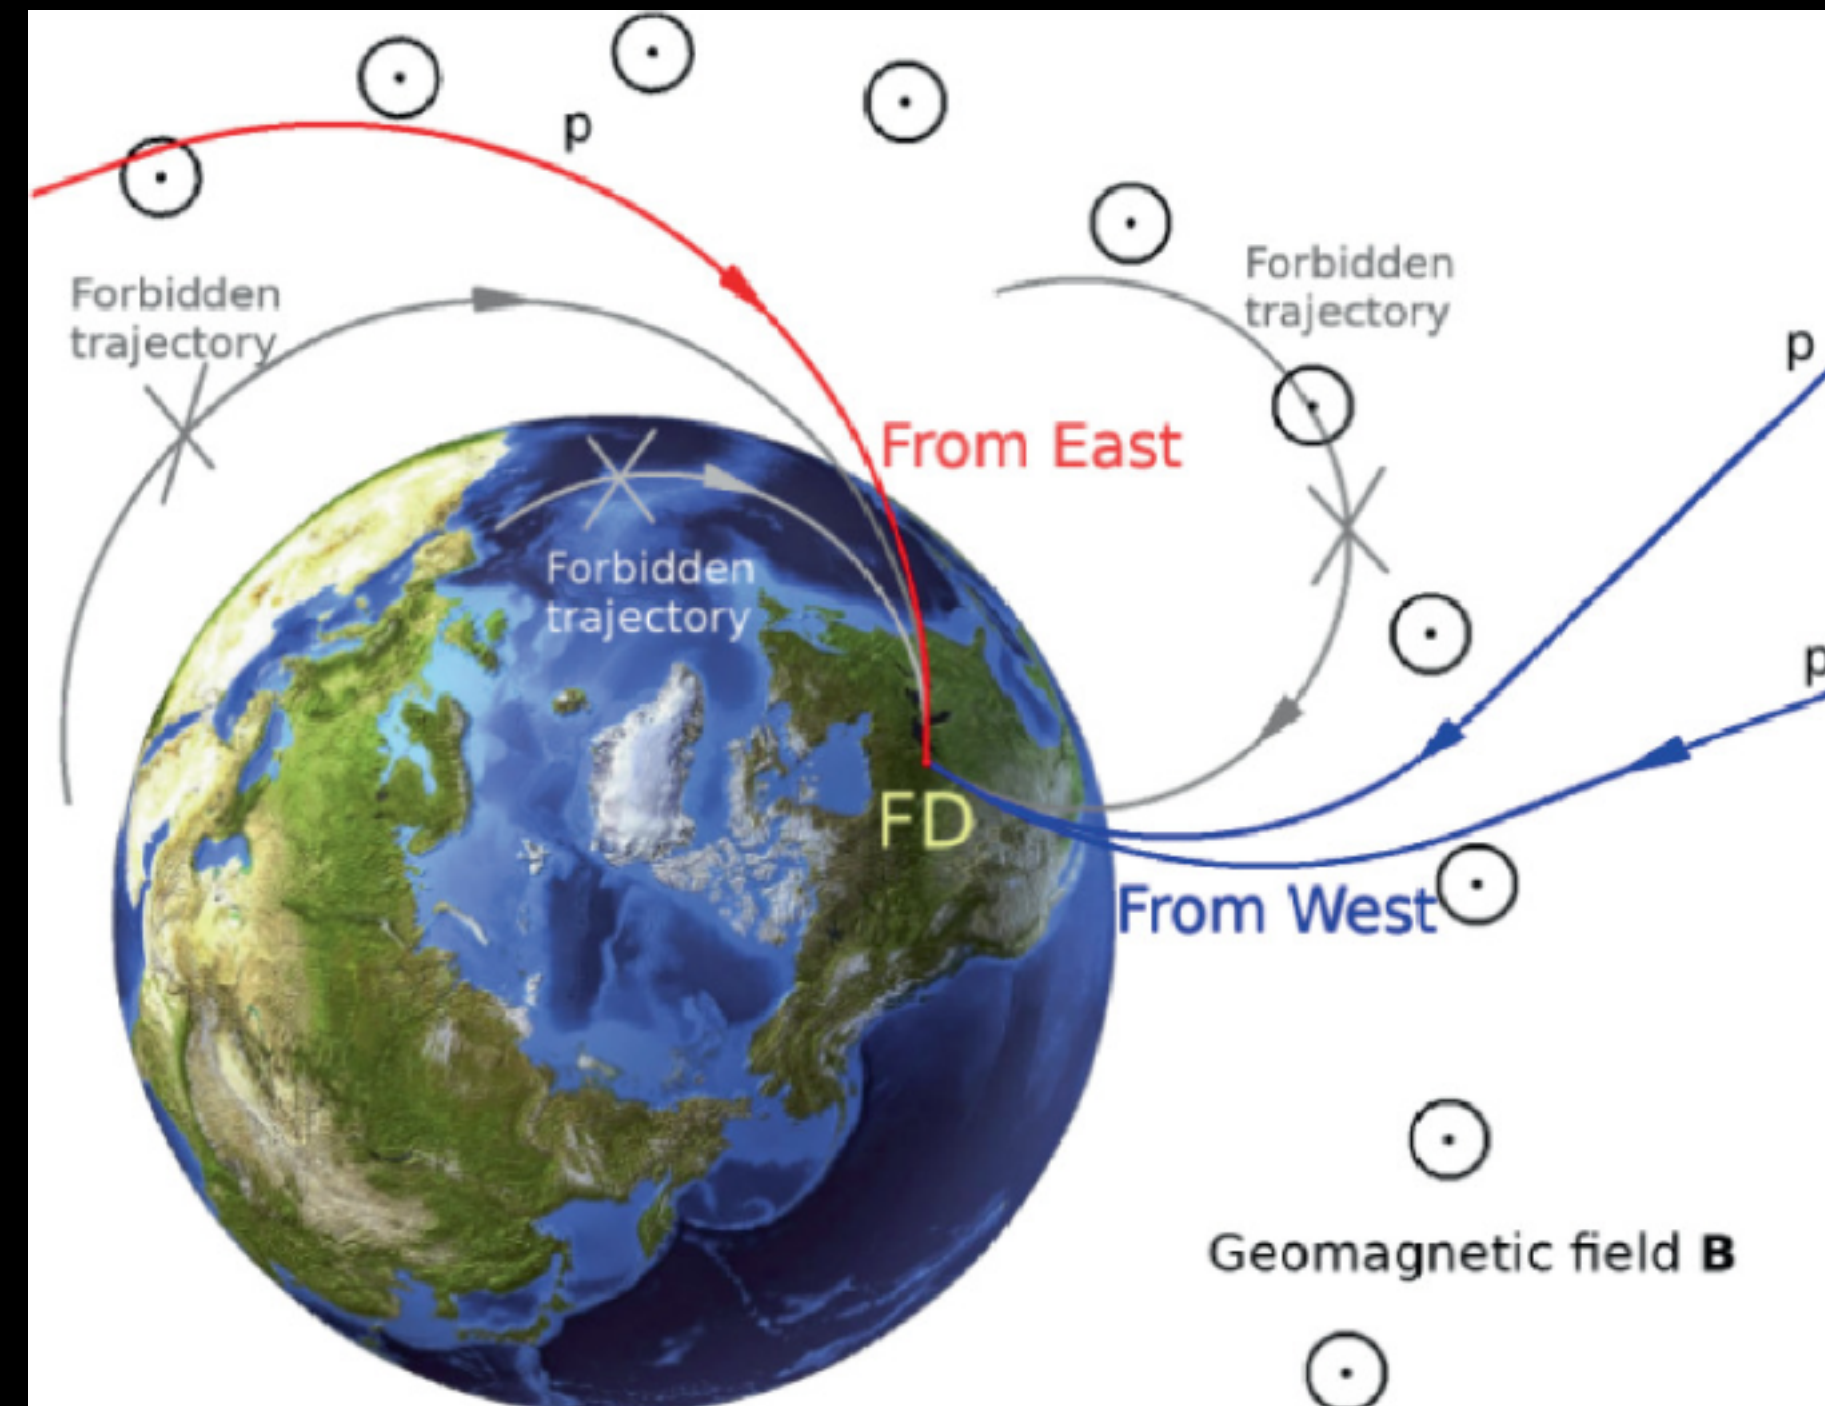 p
Forbidden
trajectory
Forbidden
trajectory
p
From East
Forbidden
trajectory
p
FD
From West
Geomagnetic field B